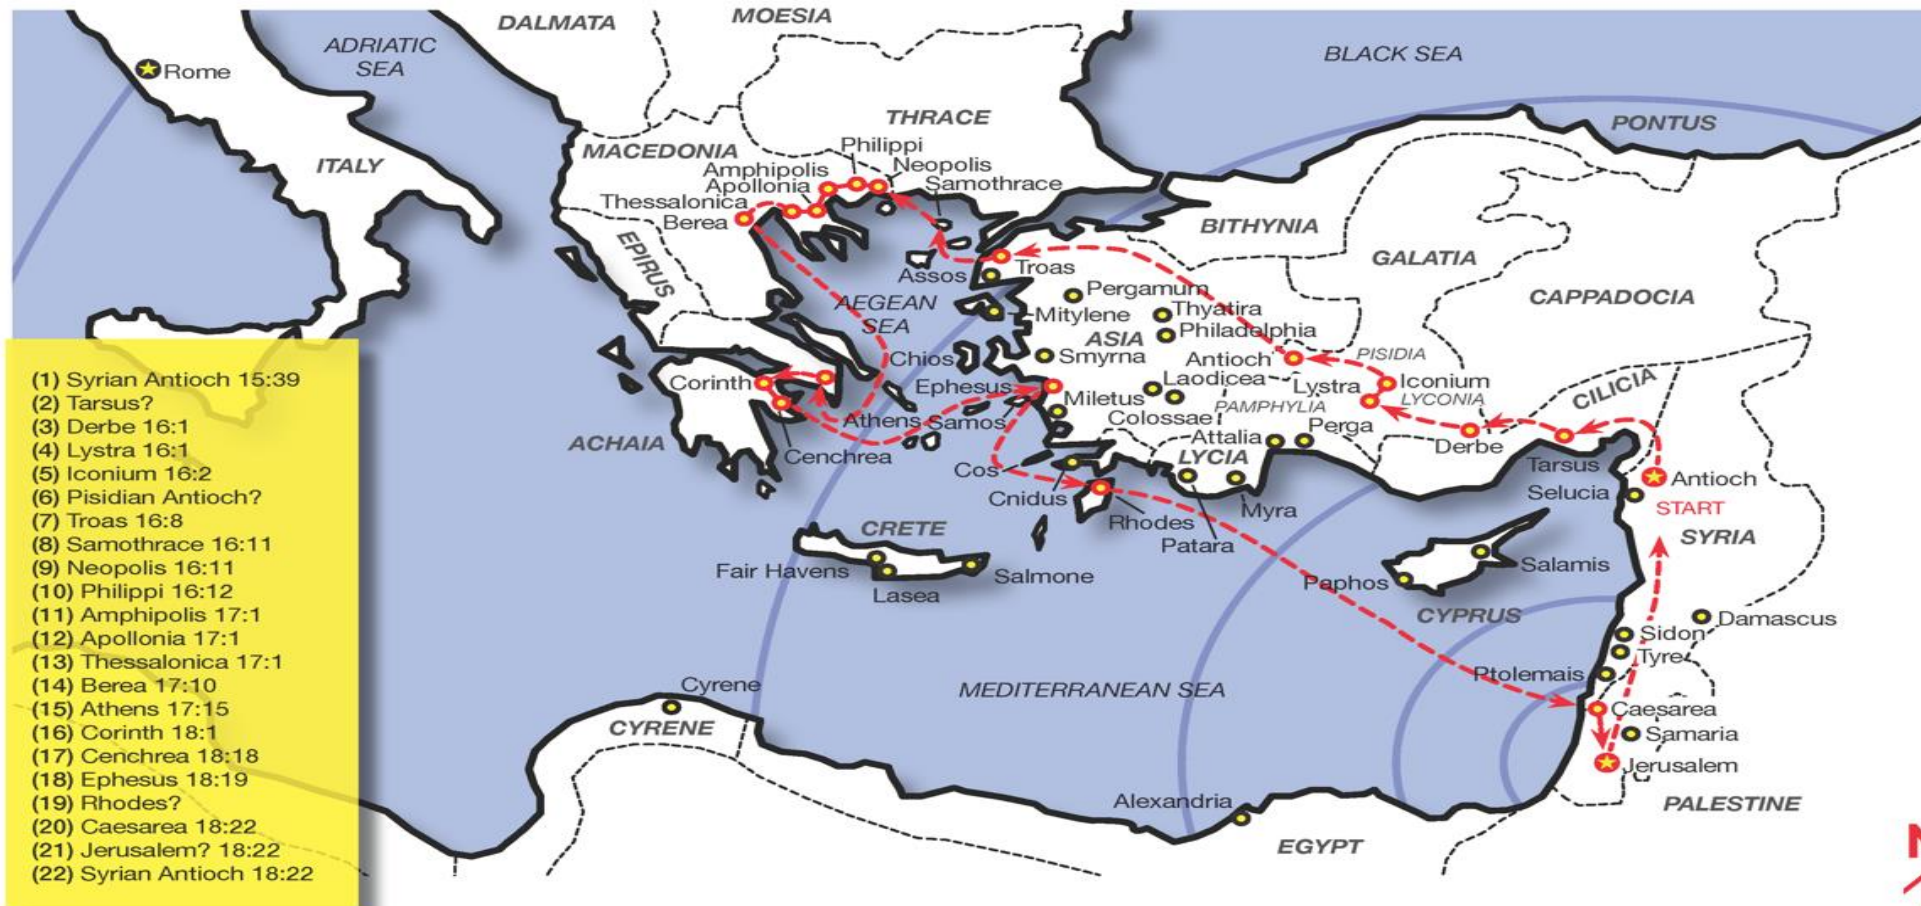 DALMATA
MOESIA
ADRIATIC
SEA
BLACK SEA
Rome
THRACE
PONTUS
ITALY
MACEDONIA
Philippi
Amphipolis
Neopolis
Apollonia
Samothrace
Thessalonica
Berea
BITHYNIA
EPIRUS
GALATIA
Assos
Troas
CAPPADOCIA
Pergamum
AEGEAN
SEA
Mitylene
Thyatira
ASIA
Philadelphia
Chios
Smyrna
Antioch
PISIDIA
Corinth
Ephesus
Laodicea
Lystra
Iconium
LYCONIA
CILICIA
Miletus
PAMPHYLIA
Colossae
Athens
Samos
ACHAIA
Attalia
Perga
Derbe
LYCIA
Cenchrea
Cos
Tarsus
Antioch
Cnidus
Selucia
START
Myra
Rhodes
Patara
SYRIA
CRETE
Fair Havens
Salmone
Lasea
Salamis
Paphos
CYPRUS
Damascus
Sidon
Tyre
Ptolemais
MEDITERRANEAN SEA
Cyrene
CYRENE
Caesarea
Samaria
Jerusalem
Alexandria
PALESTINE
EGYPT
(1) Syrian Antioch 15:39
(2) Tarsus?
(3) Derbe 16:1
(4) Lystra 16:1
(5) Iconium 16:2
(6) Pisidian Antioch?
(7) Troas 16:8
(8) Samothrace 16:11
(9) Neopolis 16:11
(10) Philippi 16:12
(11) Amphipolis 17:1
(12) Apollonia 17:1
(13) Thessalonica 17:1
(14) Berea 17:10
(15) Athens 17:15
(16) Corinth 18:1
(17) Cenchrea 18:18
(18) Ephesus 18:19
(19) Rhodes?
(20) Caesarea 18:22
(21) Jerusalem? 18:22
(22) Syrian Antioch 18:22